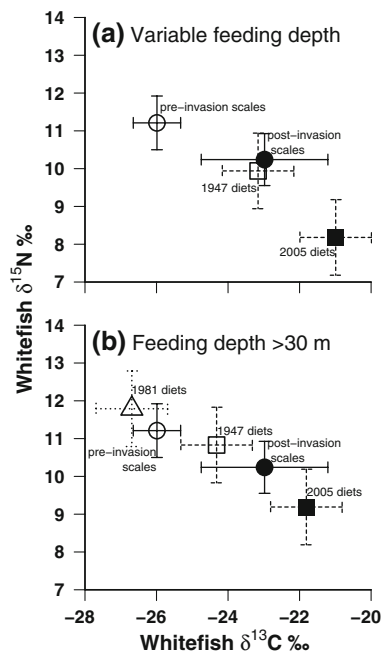 14
(a) Variable feeding depth
13
12
pre-invasion scales
11
post-invasion
scales
10
1947 diets
9
2005 diets
8
7
Whitefish δ15N ‰
14
(b) Feeding depth >30 m
13
1981 diets
12
1947 diets
11
pre-invasion
scales
post-invasion
scales
10
2005 diets
9
8
7
Whitefish δ15N ‰
−28 −26 −24 −22 −20
Whitefish δ13C ‰